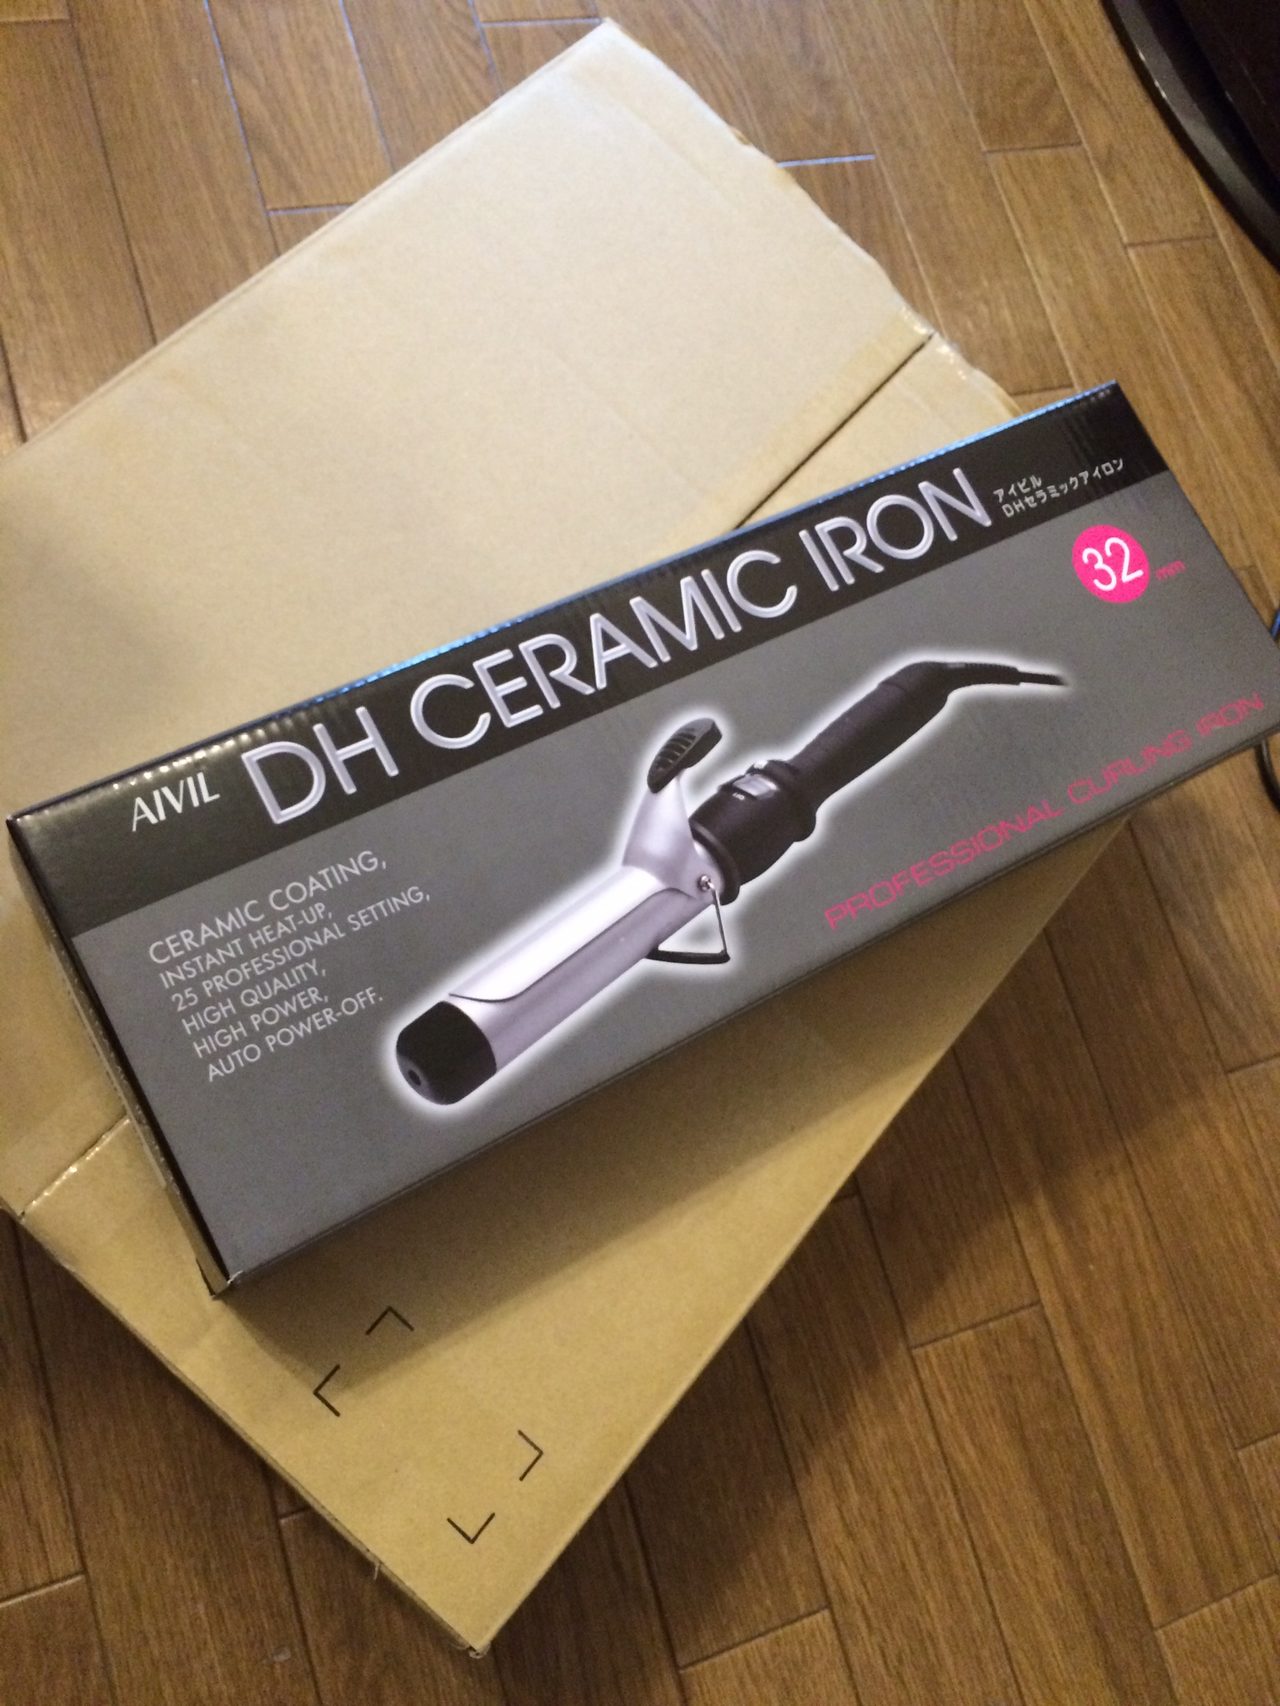 AIVIL DH CERAMIC IRON
アイビル
DHセラミックアイロン
32 mm
CERAMIC COATING,
INSTANT HEAT-UP,
25 PROFESSIONAL SETTING,
HIGH QUALITY,
HIGH POWER,
AUTO POWER-OFF.
PROFESSIONAL CURLING IRON